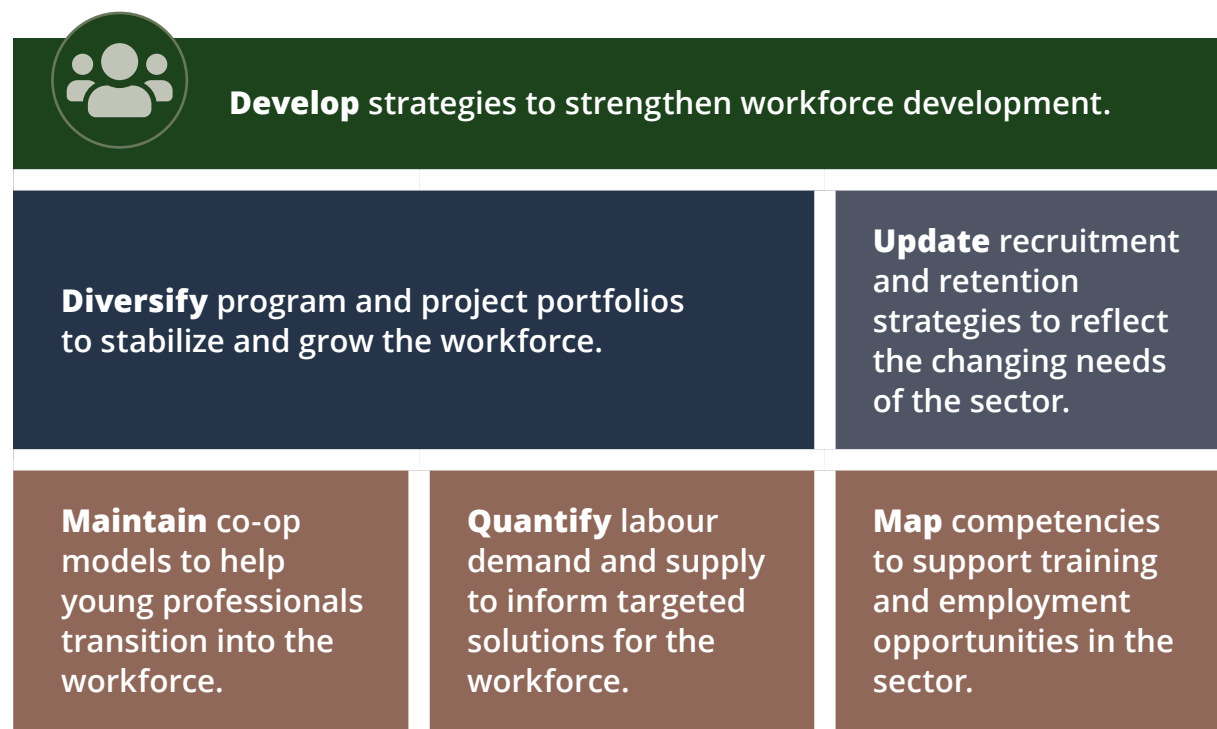 Develop strategies to strengthen workforce development.
Diversify program and project portfolios
to stabilize and grow the workforce.
Update recruitment
and retention
strategies to reflect
the changing needs
of the sector.
Maintain co-op
models to help
young professionals
transition into the
workforce.
Quantify labour
demand and supply
to inform targeted
solutions for the
workforce.
Map competencies
to support training
and employment
opportunities in the
sector.